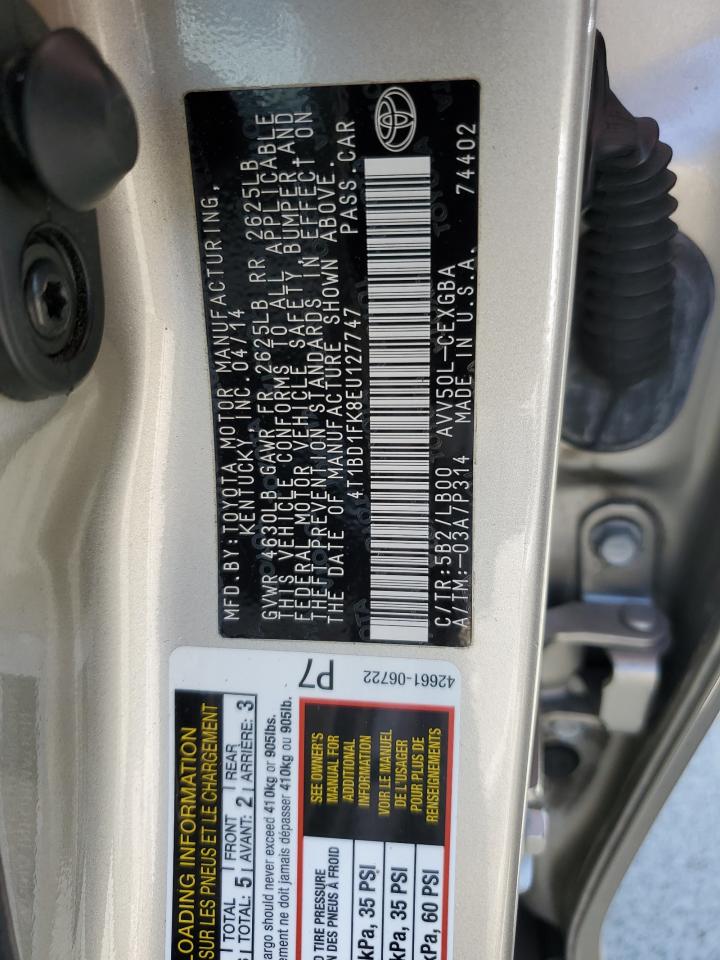 MFD.BY:TOYOTA MOTOR MANUFACTURING,
KENTUCKY, INC. 04/14
GVWR 4630LB GAWR FR 2625LB RR 2625LB
THIS VEHICLE CONFORMS TO ALL APPLICABLE
FEDERAL MOTOR VEHICLE SAFETY, BUMPER AND
THEFT PREVENTION STANDARDS IN EFFECT ON
THE DATE OF MANUFACTURE SHOWN ABOVE.
4T1BD1FK8EU127747 PASS. CAR
C/TR:5B2/LB00 AVV50L-CEXGBA
A/TM:-03A7P314 MADE IN U.S.A. 74402
P7
42661-06722
LOADING INFORMATION
SUR LES PNEUS ET LE CHARGEMENT
TOTAL FRONT REAR
TOTAL: 5 AVANT: 2 ARRIÈRE: 3
cargo should never exceed 410kg or 905lbs.
ne doit jamais dépasser 410kg ou 905lb.
TIRE PRESSURE
DES PNEUS À FROID
SEE OWNER'S
MANUAL FOR
ADDITIONAL
INFORMATION
VOIR LE MANUEL
DE L'USAGER
POUR PLUS DE
RENSEIGNEMENTS
kPa, 35 PSI
kPa, 35 PSI
kPa, 60 PSI